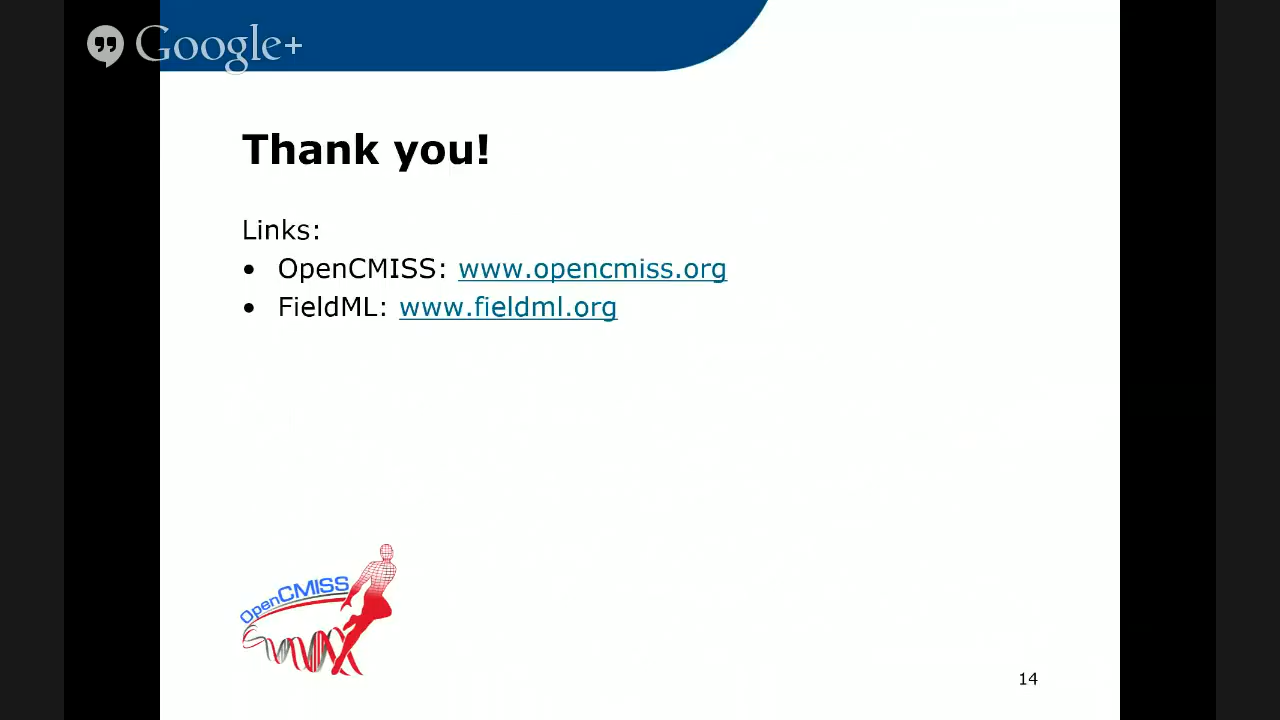 Google+
Thank you!
Links:
• OpenCMISS: www.opencmiss.org
• FieldML: www.fieldml.org
OpenCMISS
14